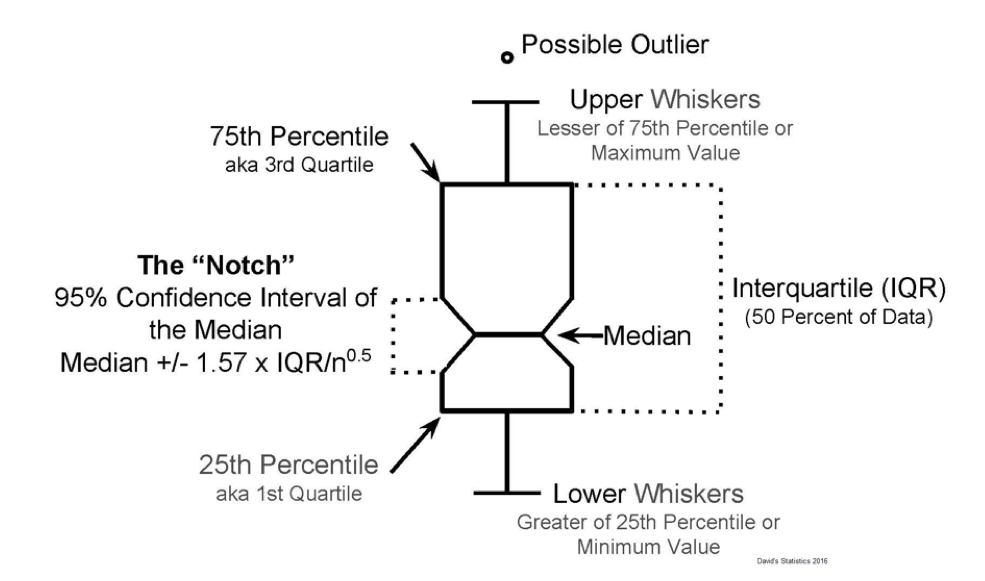 Possible Outlier
Upper Whiskers
Lesser of 75th Percentile or
Maximum Value
75th Percentile
aka 3rd Quartile
The “Notch”
95% Confidence Interval of
the Median
Median +/- 1.57 x IQR/n^0.5
Interquartile (IQR)
(50 Percent of Data)
Median
25th Percentile
aka 1st Quartile
Lower Whiskers
Greater of 25th Percentile or
Minimum Value
David's Statistics 2016